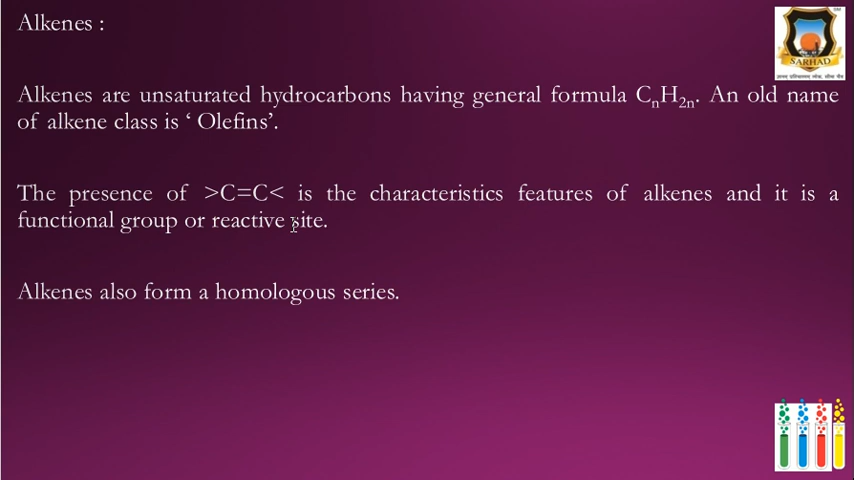 Alkenes :
Alkenes are unsaturated hydrocarbons having general formula CₙH₂ₙ. An old name
of alkene class is ‘ Olefins’.
The presence of >C=C< is the characteristics features of alkenes and it is a
functional group or reactive site.
Alkenes also form a homologous series.
SARHAD